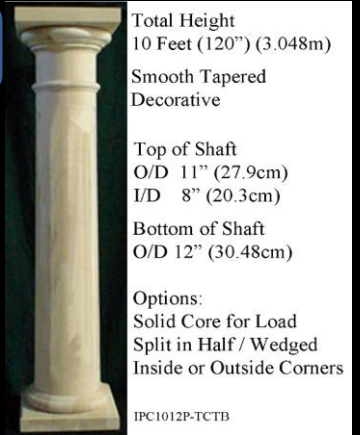 Total Height
10 Feet (120”) (3.048m)
Smooth Tapered
Decorative
Top of Shaft
O/D 11” (27.9cm)
I/D 8” (20.3cm)
Bottom of Shaft
O/D 12” (30.48cm)
Options:
Solid Core for Load
Split in Half / Wedged
Inside or Outside Corners
IPC1012P-TCTB